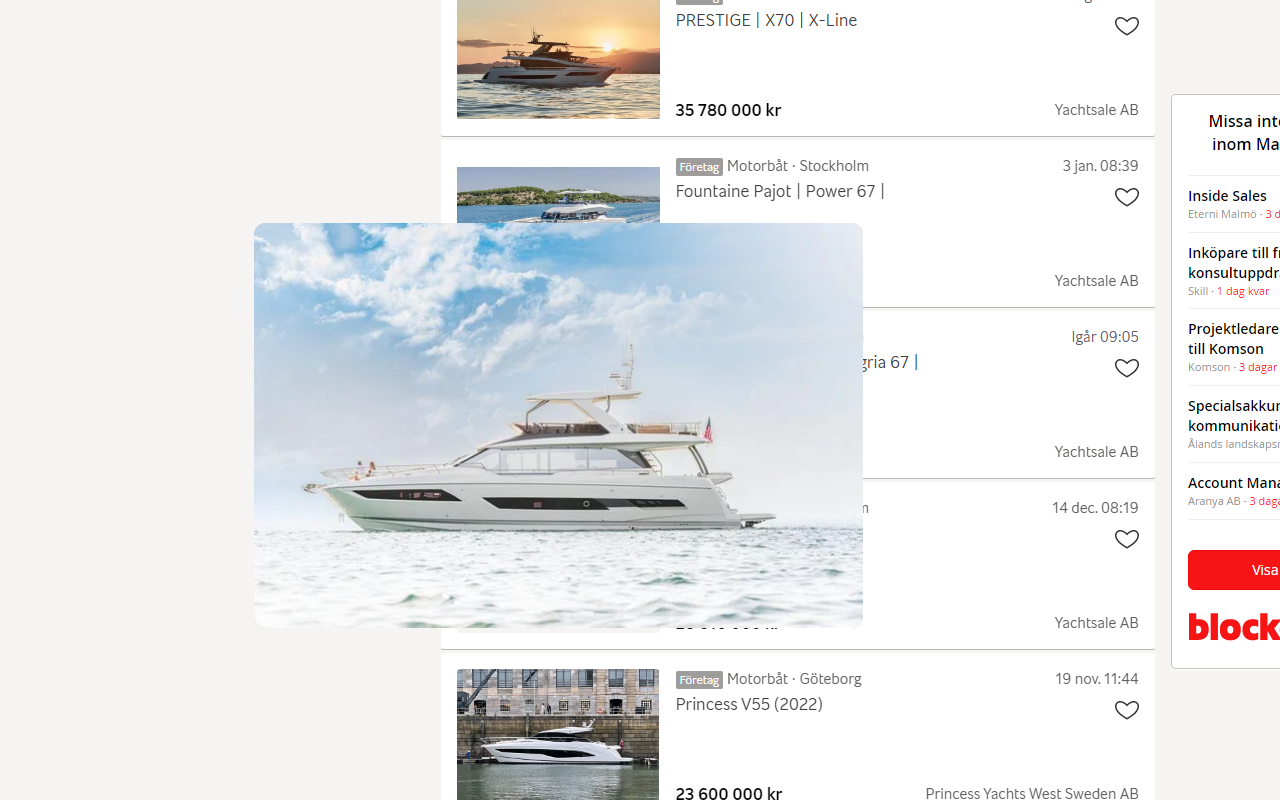 PRESTIGE | X70 | X-Line
35 780 000 kr
Yachtsale AB
Företag
Motorbåt · Stockholm
3 jan. 08:39
Fountaine Pajot | Power 67 |
Yachtsale AB
Igår 09:05
gria 67 |
Yachtsale AB
14 dec. 08:19
Yachtsale AB
Företag
Motorbåt · Göteborg
19 nov. 11:44
Princess V55 (2022)
23 600 000 kr
Princess Yachts West Sweden AB
Missa int
inom Ma
Inside Sales
Eterni Malmö · 3 d
Inköpare till f
konsultuppdr
Skill · 1 dag kvar
Projektledare
till Komson
Komson · 3 dagar
Specialsakkun
kommunikati
Ålands landskaps
Account Mana
Aranya AB · 3 daga
Visa
block